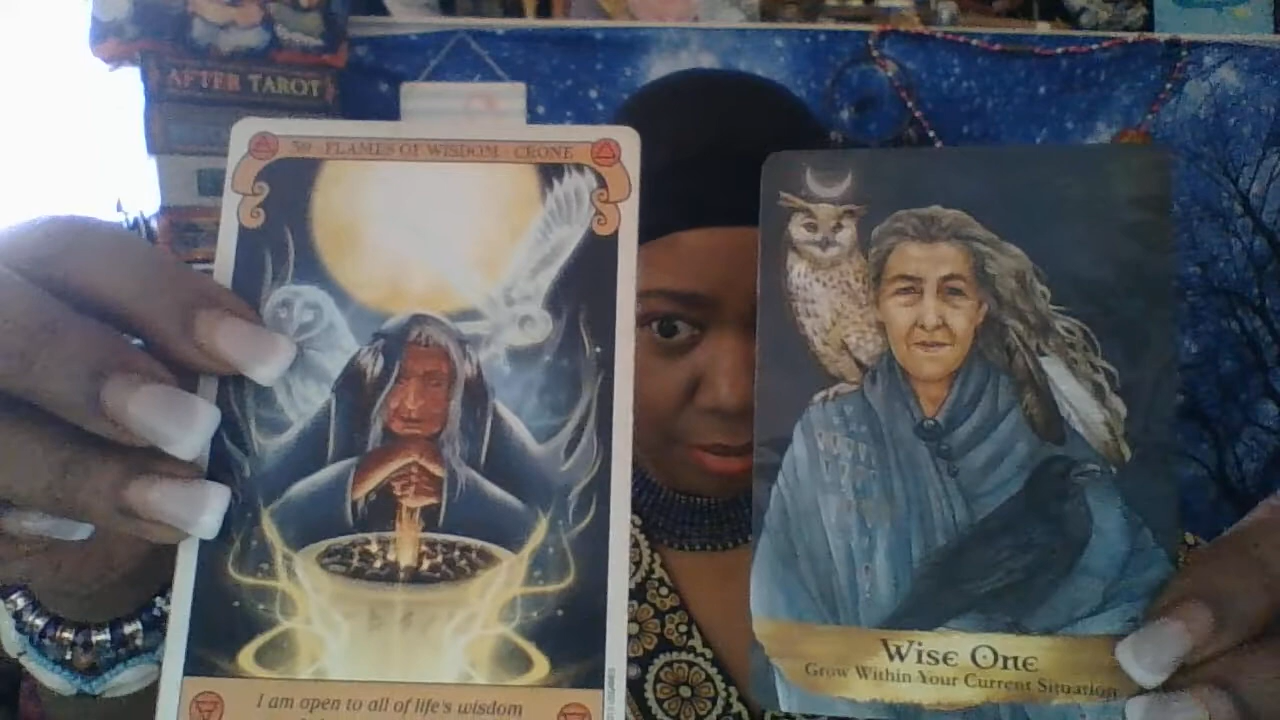 AFTER TAROT
FLAMES OF WISDOM - CRONE
I am open to all of life's wisdom
Wise One
Grow Within Your Current Situation